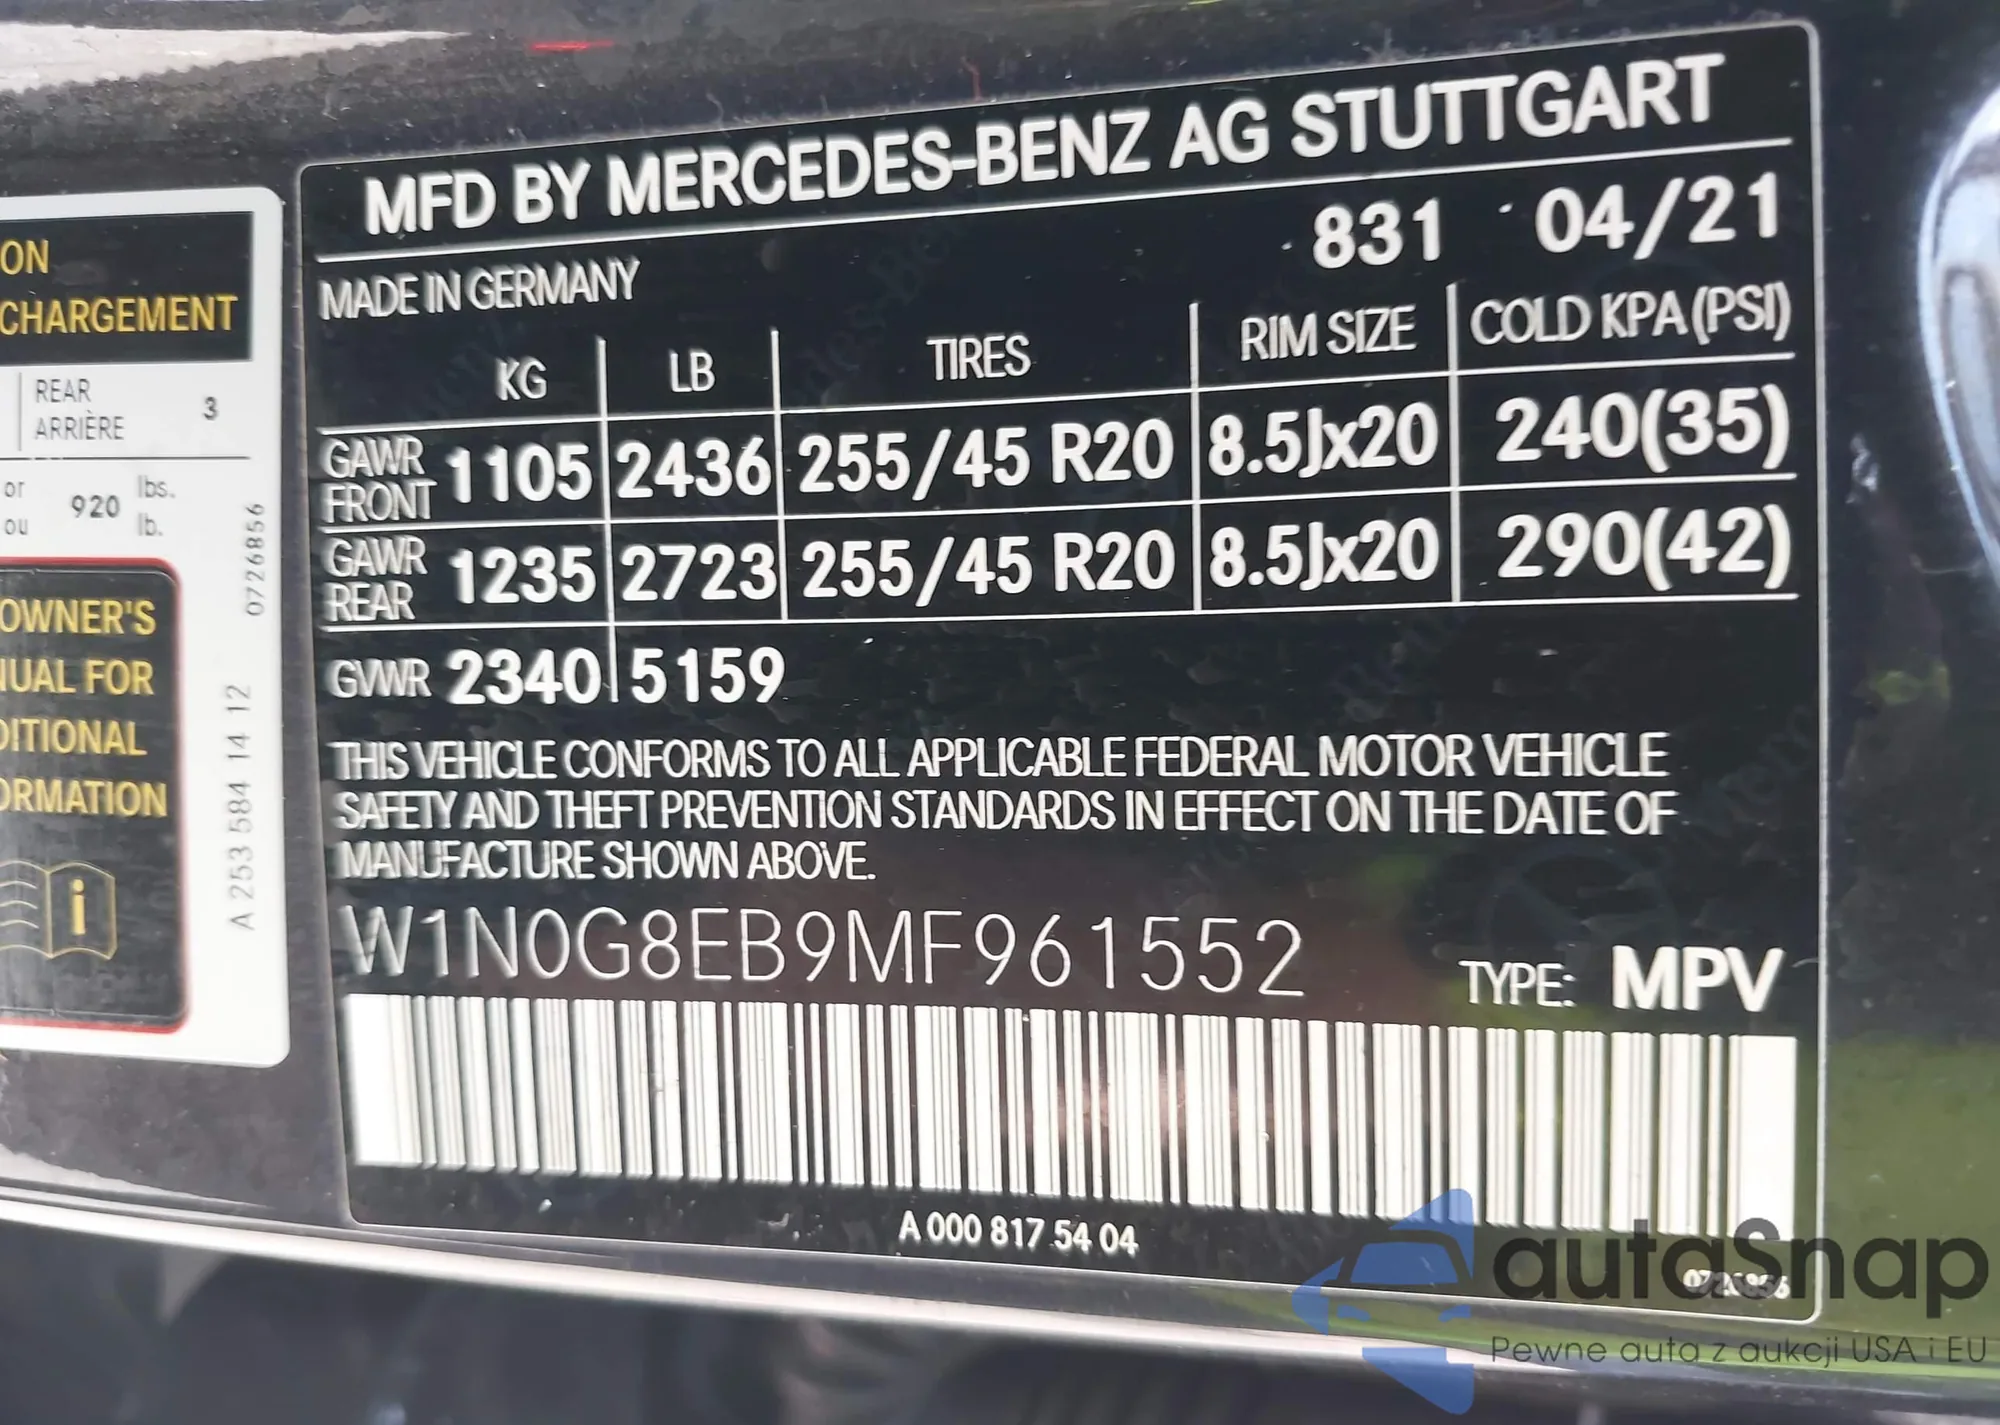 ON
CHARGEMENT
REAR
ARRIÈRE
3
or
ou
920
lbs.
lb.
0726856
A 253 584 14 12
OWNER'S
NUAL FOR
DITIONAL
ORMATION
i
MFD BY MERCEDES-BENZ AG STUTTGART
831 04/21
MADE IN GERMANY
KG LB TIRES RIM SIZE COLD KPA (PSI)
GAWR FRONT 1105 2436 255/45 R20 8.5Jx20 240(35)
GAWR REAR 1235 2723 255/45 R20 8.5Jx20 290(42)
GVWR 2340 5159
THIS VEHICLE CONFORMS TO ALL APPLICABLE FEDERAL MOTOR VEHICLE
SAFETY AND THEFT PREVENTION STANDARDS IN EFFECT ON THE DATE OF
MANUFACTURE SHOWN ABOVE.
W1N0G8EB9MF961552
TYPE: MPV
A 000 817 54 04
0726856
autoSnap
Pewne auta z aukcji USA i EU